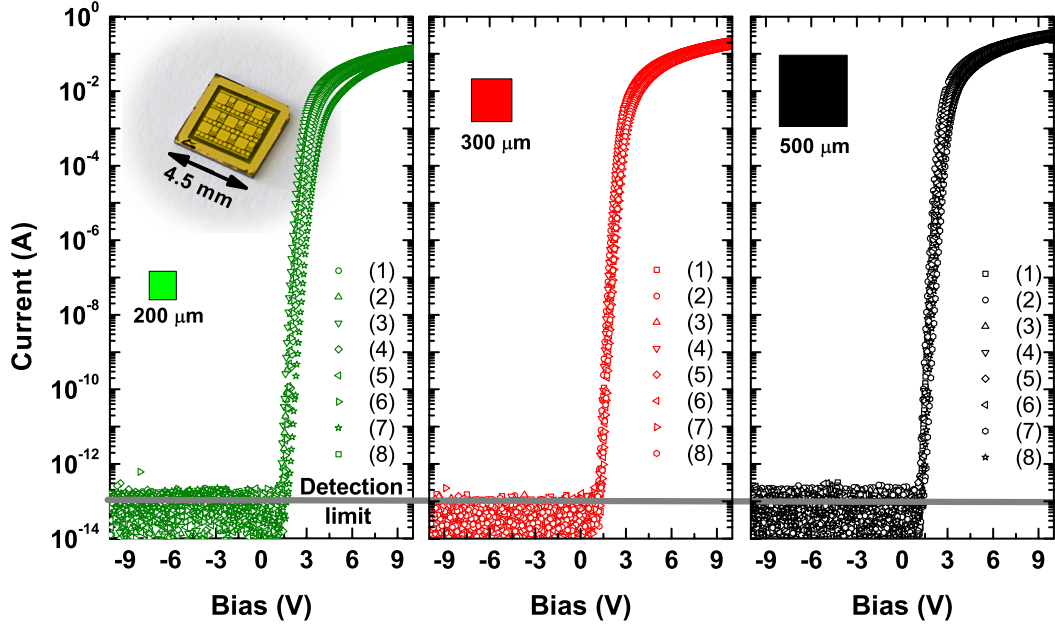 Current (A)
10⁰
10⁻²
10⁻⁴
10⁻⁶
10⁻⁸
10⁻¹⁰
10⁻¹²
10⁻¹⁴
4.5 mm
200 μm
(1)
(2)
(3)
(4)
(5)
(6)
(7)
(8)
Detection
limit
-9 -6 -3 0 3 6 9
Bias (V)
300 μm
(1)
(2)
(3)
(4)
(5)
(6)
(7)
(8)
-9 -6 -3 0 3 6 9
Bias (V)
500 μm
(1)
(2)
(3)
(4)
(5)
(6)
(7)
(8)
-9 -6 -3 0 3 6 9
Bias (V)